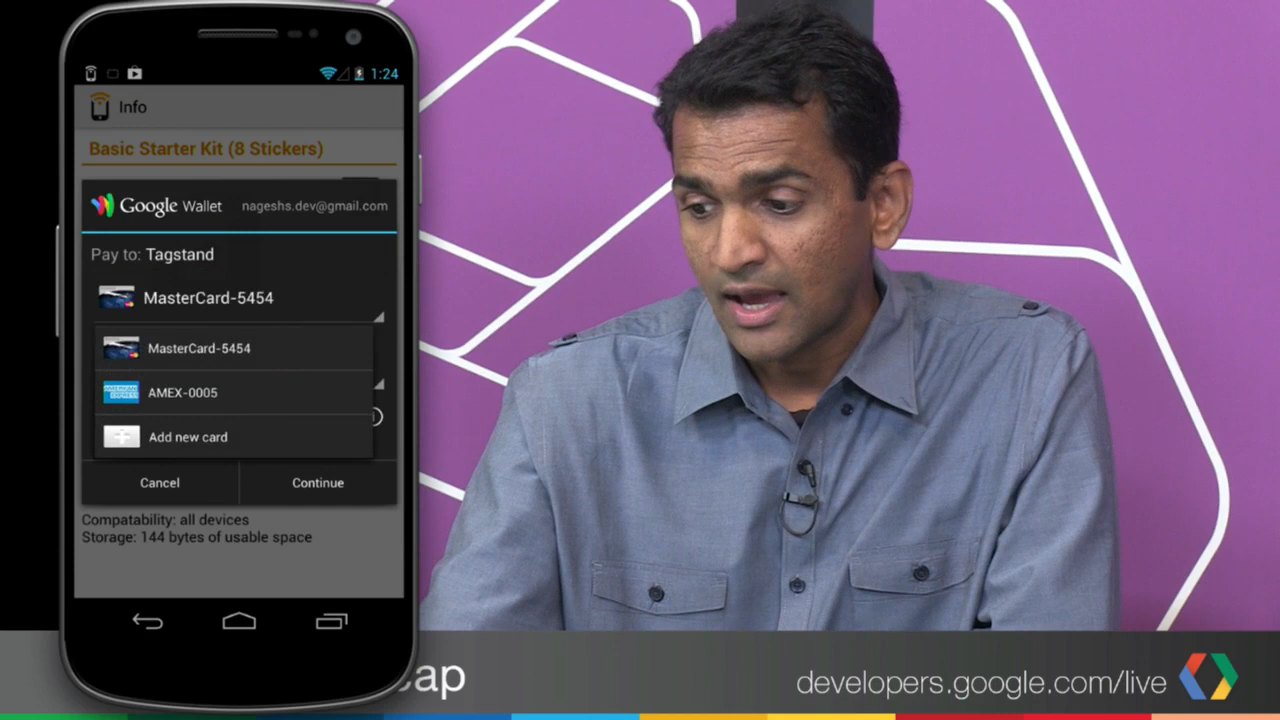 1:24
Info
Basic Starter Kit (8 Stickers)
Google Wallet nageshs.dev@gmail.com
Pay to: Tagstand
MasterCard-5454
MasterCard-5454
AMEX-0005
Add new card
Cancel Continue
Compatability: all devices
Storage: 144 bytes of usable space
developers.google.com/live